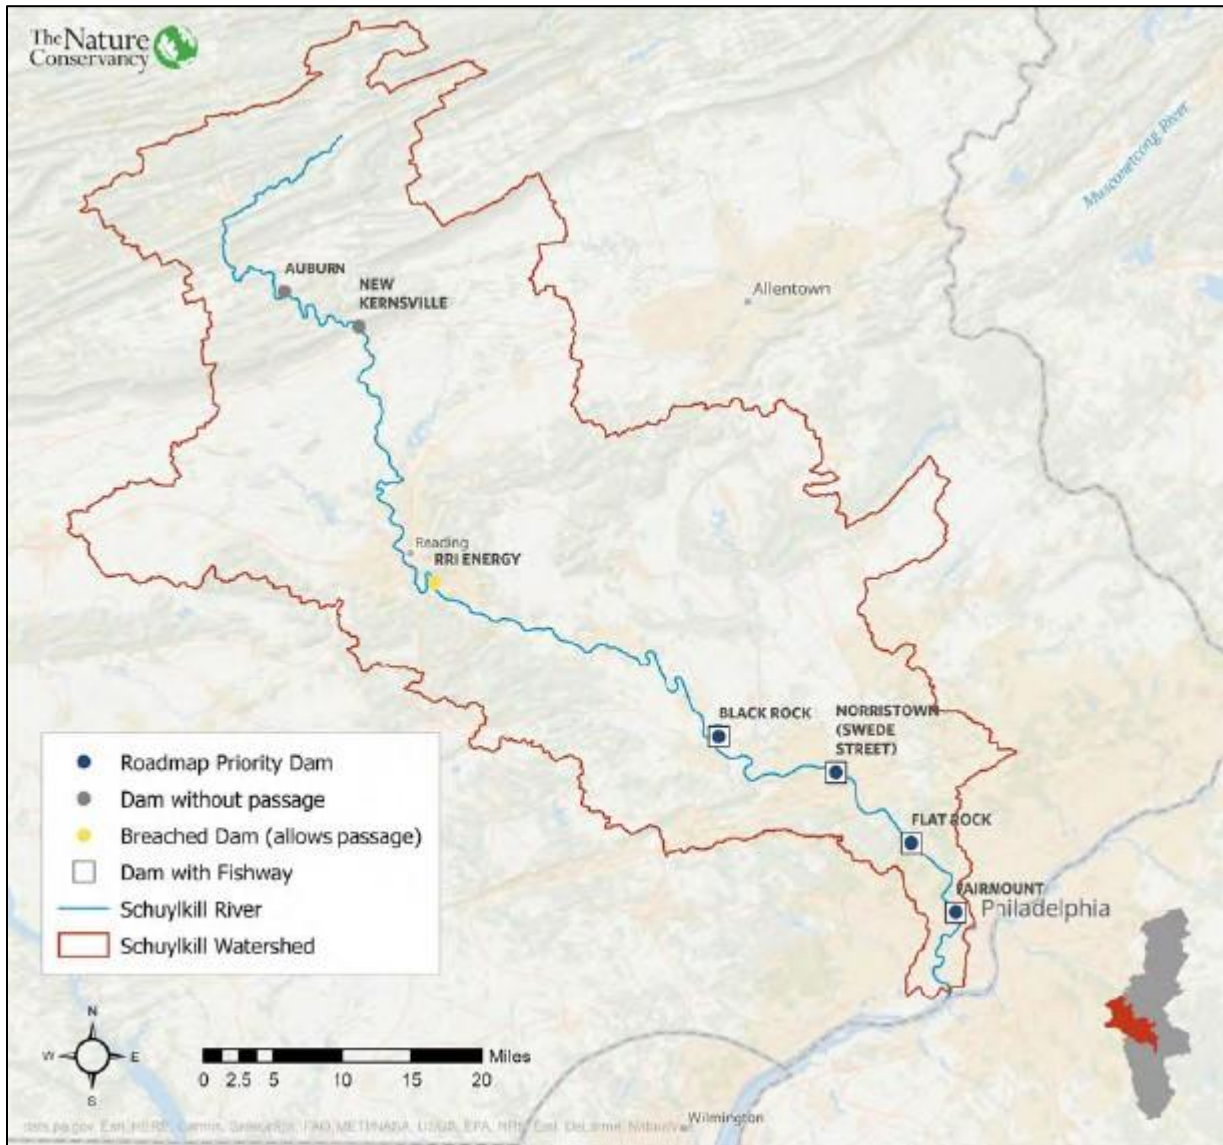 The Nature
Conservancy
Musconetcong River
AUBURN
NEW
KERNSVILLE
Allentown
Reading
RRI ENERGY
BLACK ROCK
NORRISTOWN
(SWEDE
STREET)
FLAT ROCK
FAIRMOUNT
Philadelphia
Roadmap Priority Dam
Dam without passage
Breached Dam (allows passage)
Dam with Fishway
Schuylkill River
Schuylkill Watershed
N
W E
S
Miles
0 2.5 5 10 15 20
Wilmington